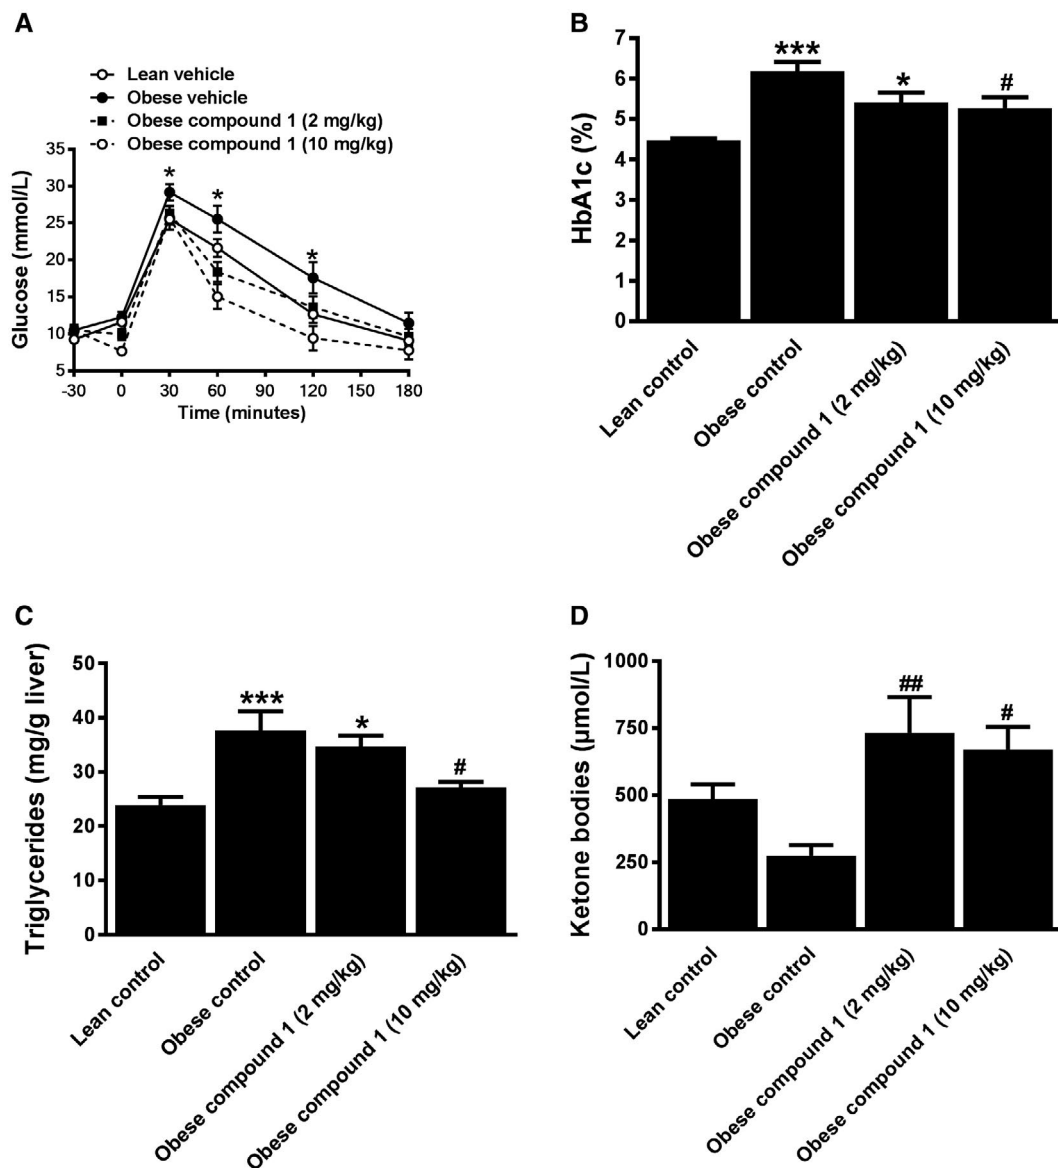 A
Lean vehicle
Obese vehicle
Obese compound 1 (2 mg/kg)
Obese compound 1 (10 mg/kg)
Glucose (mmol/L)
35
30
25
20
15
10
5
*
*
*
-30
0
30
60
90
120
150
180
Time (minutes)
B
HbA1c (%)
7
6
5
4
3
2
1
0
***
*
#
Lean control
Obese control
Obese compound 1 (2 mg/kg)
Obese compound 1 (10 mg/kg)
C
Triglycerides (mg/g liver)
50
40
30
20
10
0
***
*
#
Lean control
Obese control
Obese compound 1 (2 mg/kg)
Obese compound 1 (10 mg/kg)
D
Ketone bodies (µmol/L)
1000
750
500
250
0
##
#
Lean control
Obese control
Obese compound 1 (2 mg/kg)
Obese compound 1 (10 mg/kg)